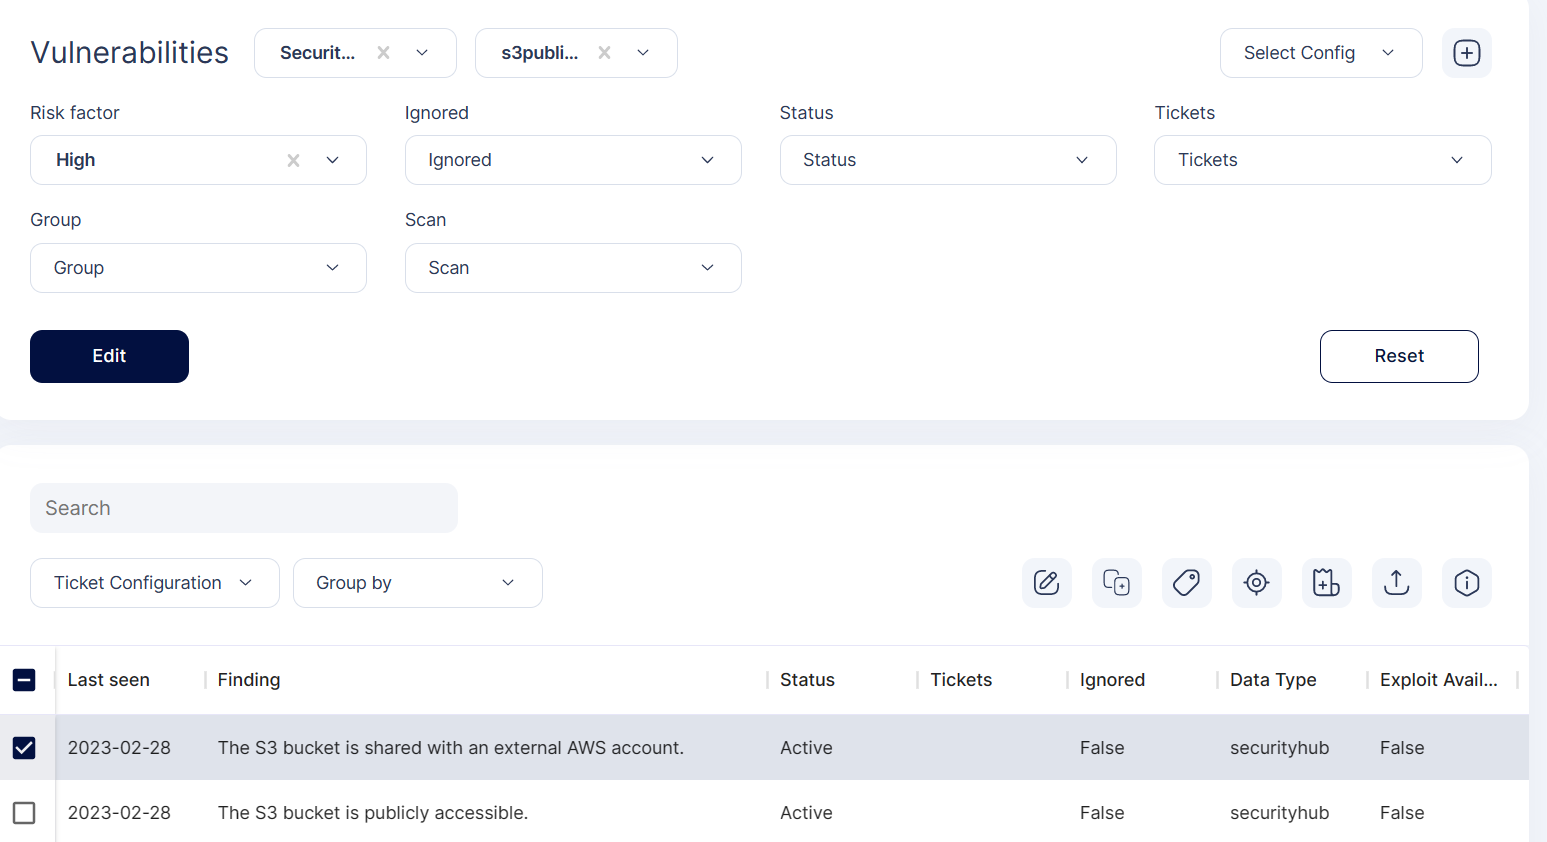 Vulnerabilities Securit... s3publi... Select Config
Risk factor Ignored Status Tickets
High Ignored Status Tickets
Group Scan
Group Scan
Edit Reset
Search
Ticket Configuration Group by
Last seen Finding Status Tickets Ignored Data Type Exploit Avail...
2023-02-28 The S3 bucket is shared with an external AWS account. Active False securityhub False
2023-02-28 The S3 bucket is publicly accessible. Active False securityhub False